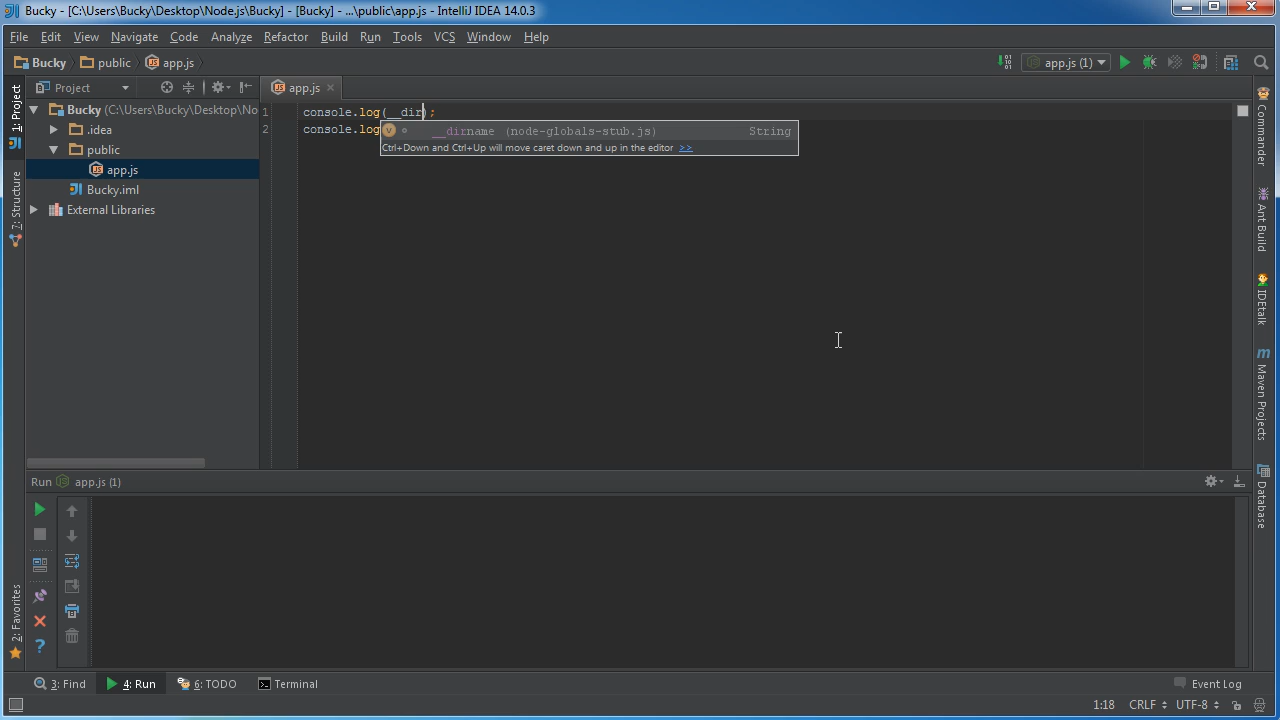 Bucky - [C:\Users\Bucky\Desktop\Node.js\Bucky] - [Bucky] - ...\public\app.js - IntelliJ IDEA 14.0.3
File Edit View Navigate Code Analyze Refactor Build Run Tools VCS Window Help
Bucky public app.js app.js (1)
1: Project
7: Structure
2: Favorites
Project
Bucky (C:\Users\Bucky\Desktop\No
.idea
public
app.js
Bucky.iml
External Libraries
app.js
1 console.log(__dir);
2 console.log
__dirname (node-globals-stub.js) String
Ctrl+Down and Ctrl+Up will move caret down and up in the editor >>
Commander
Ant Build
IDEtalk
Maven Projects
Database
Run app.js (1)
3: Find 4: Run 6: TODO Terminal Event Log
1:18 CRLF UTF-8